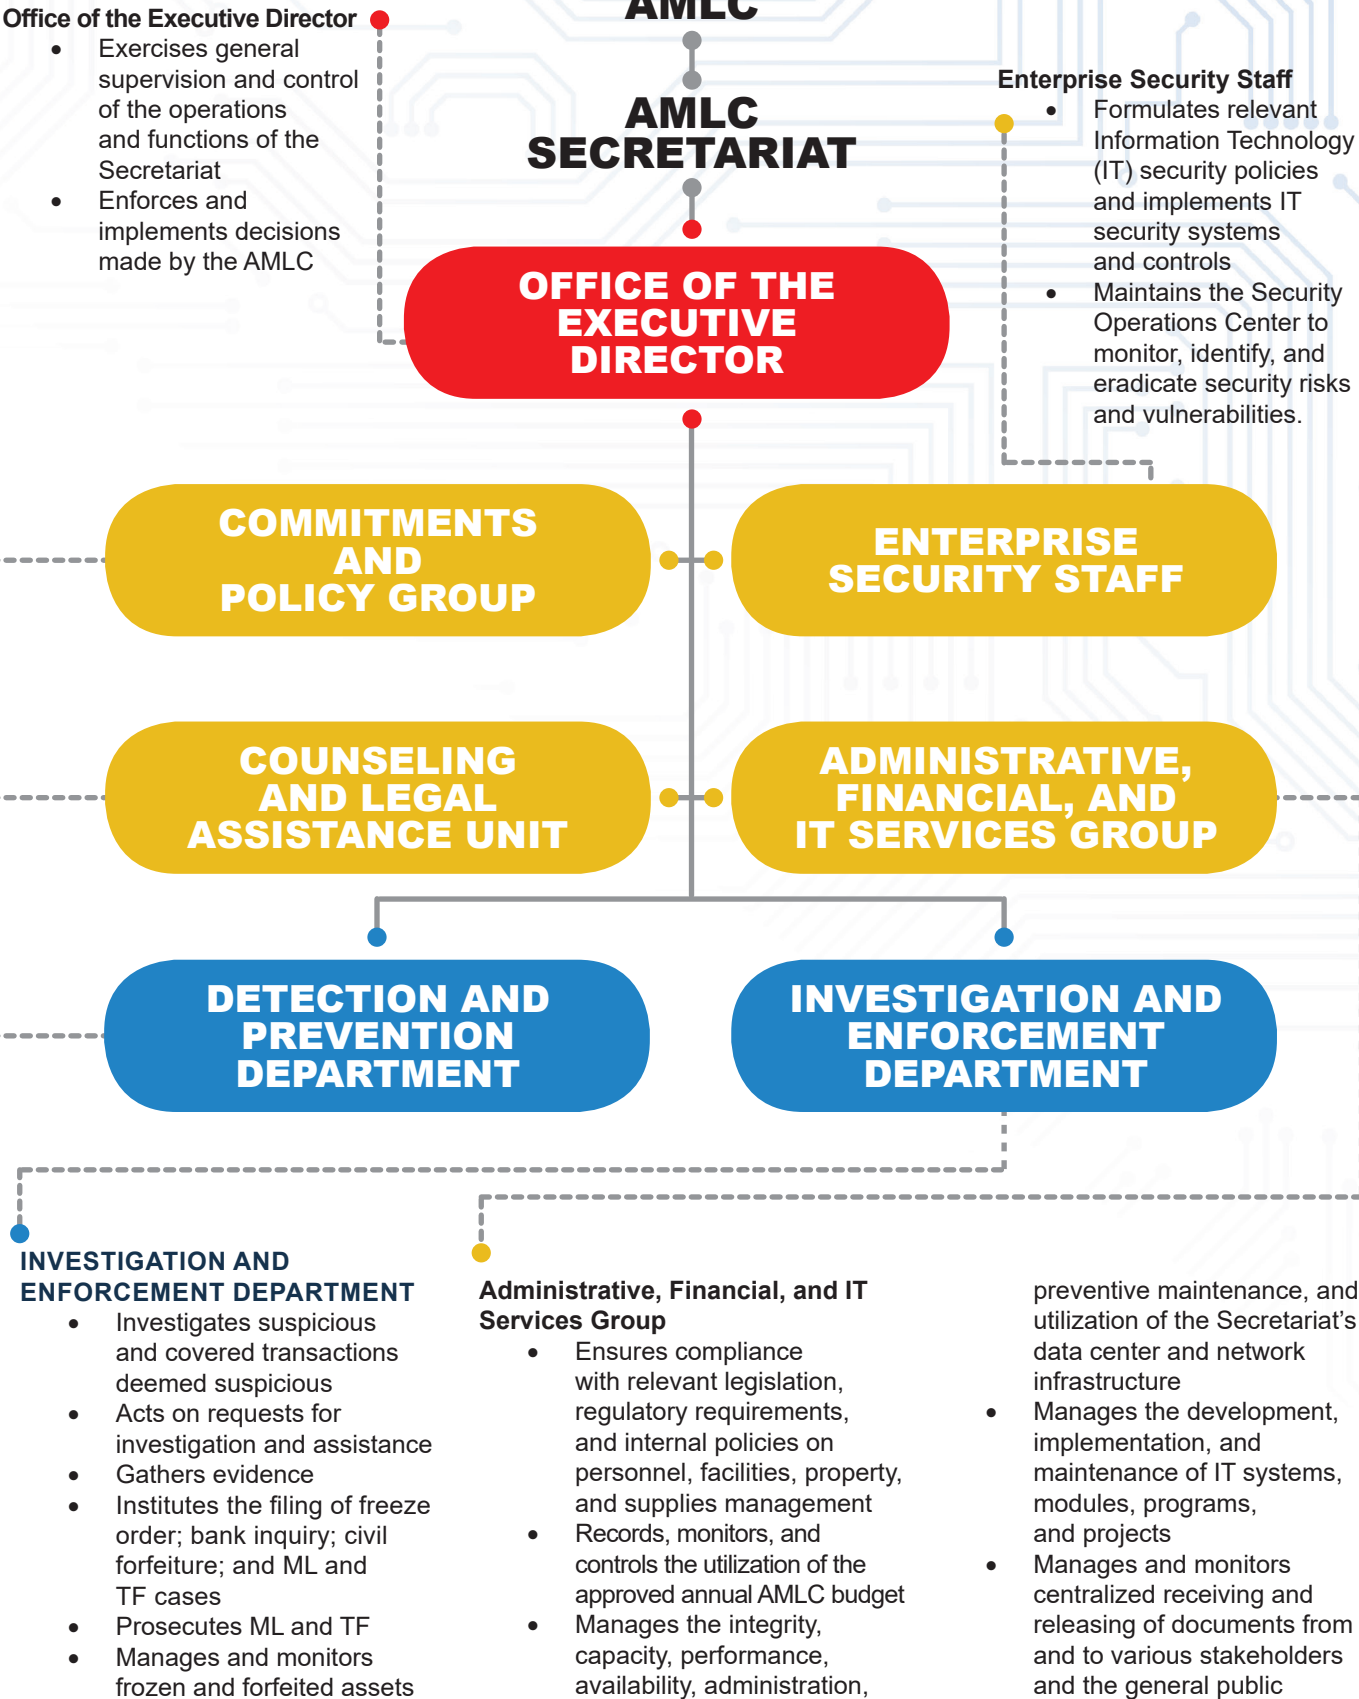 Office of the Executive Director
• Exercises general
supervision and control
of the operations
and functions of the
Secretariat
• Enforces and
implements decisions
made by the AMLC
AMLC
AMLC
SECRETARIAT
Enterprise Security Staff
• Formulates relevant
Information Technology
(IT) security policies
and implements IT
security systems
and controls
• Maintains the Security
Operations Center to
monitor, identify, and
eradicate security risks
and vulnerabilities.
OFFICE OF THE
EXECUTIVE
DIRECTOR
COMMITMENTS
AND
POLICY GROUP
ENTERPRISE
SECURITY STAFF
COUNSELING
AND LEGAL
ASSISTANCE UNIT
ADMINISTRATIVE,
FINANCIAL, AND
IT SERVICES GROUP
DETECTION AND
PREVENTION
DEPARTMENT
INVESTIGATION AND
ENFORCEMENT
DEPARTMENT
INVESTIGATION AND
ENFORCEMENT DEPARTMENT
• Investigates suspicious
and covered transactions
deemed suspicious
• Acts on requests for
investigation and assistance
• Gathers evidence
• Institutes the filing of freeze
order; bank inquiry; civil
forfeiture; and ML and
TF cases
• Prosecutes ML and TF
• Manages and monitors
frozen and forfeited assets
Administrative, Financial, and IT
Services Group
• Ensures compliance
with relevant legislation,
regulatory requirements,
and internal policies on
personnel, facilities, property,
and supplies management
• Records, monitors, and
controls the utilization of the
approved annual AMLC budget
• Manages the integrity,
capacity, performance,
availability, administration,
preventive maintenance, and
utilization of the Secretariat's
data center and network
infrastructure
• Manages the development,
implementation, and
maintenance of IT systems,
modules, programs,
and projects
• Manages and monitors
centralized receiving and
releasing of documents from
and to various stakeholders
and the general public